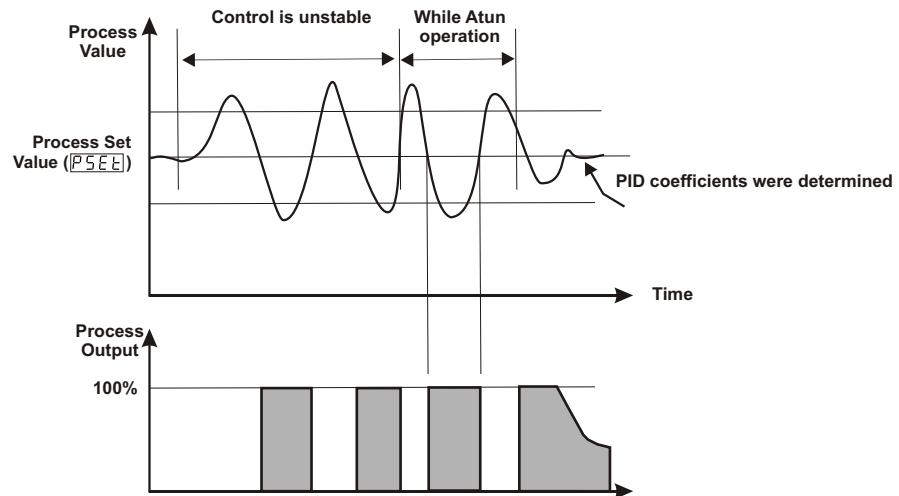 Control is unstable
While Atun
operation
Process
Value
Process Set
Value (PSEt)
PID coefficients were determined
Time
Process
Output
100%